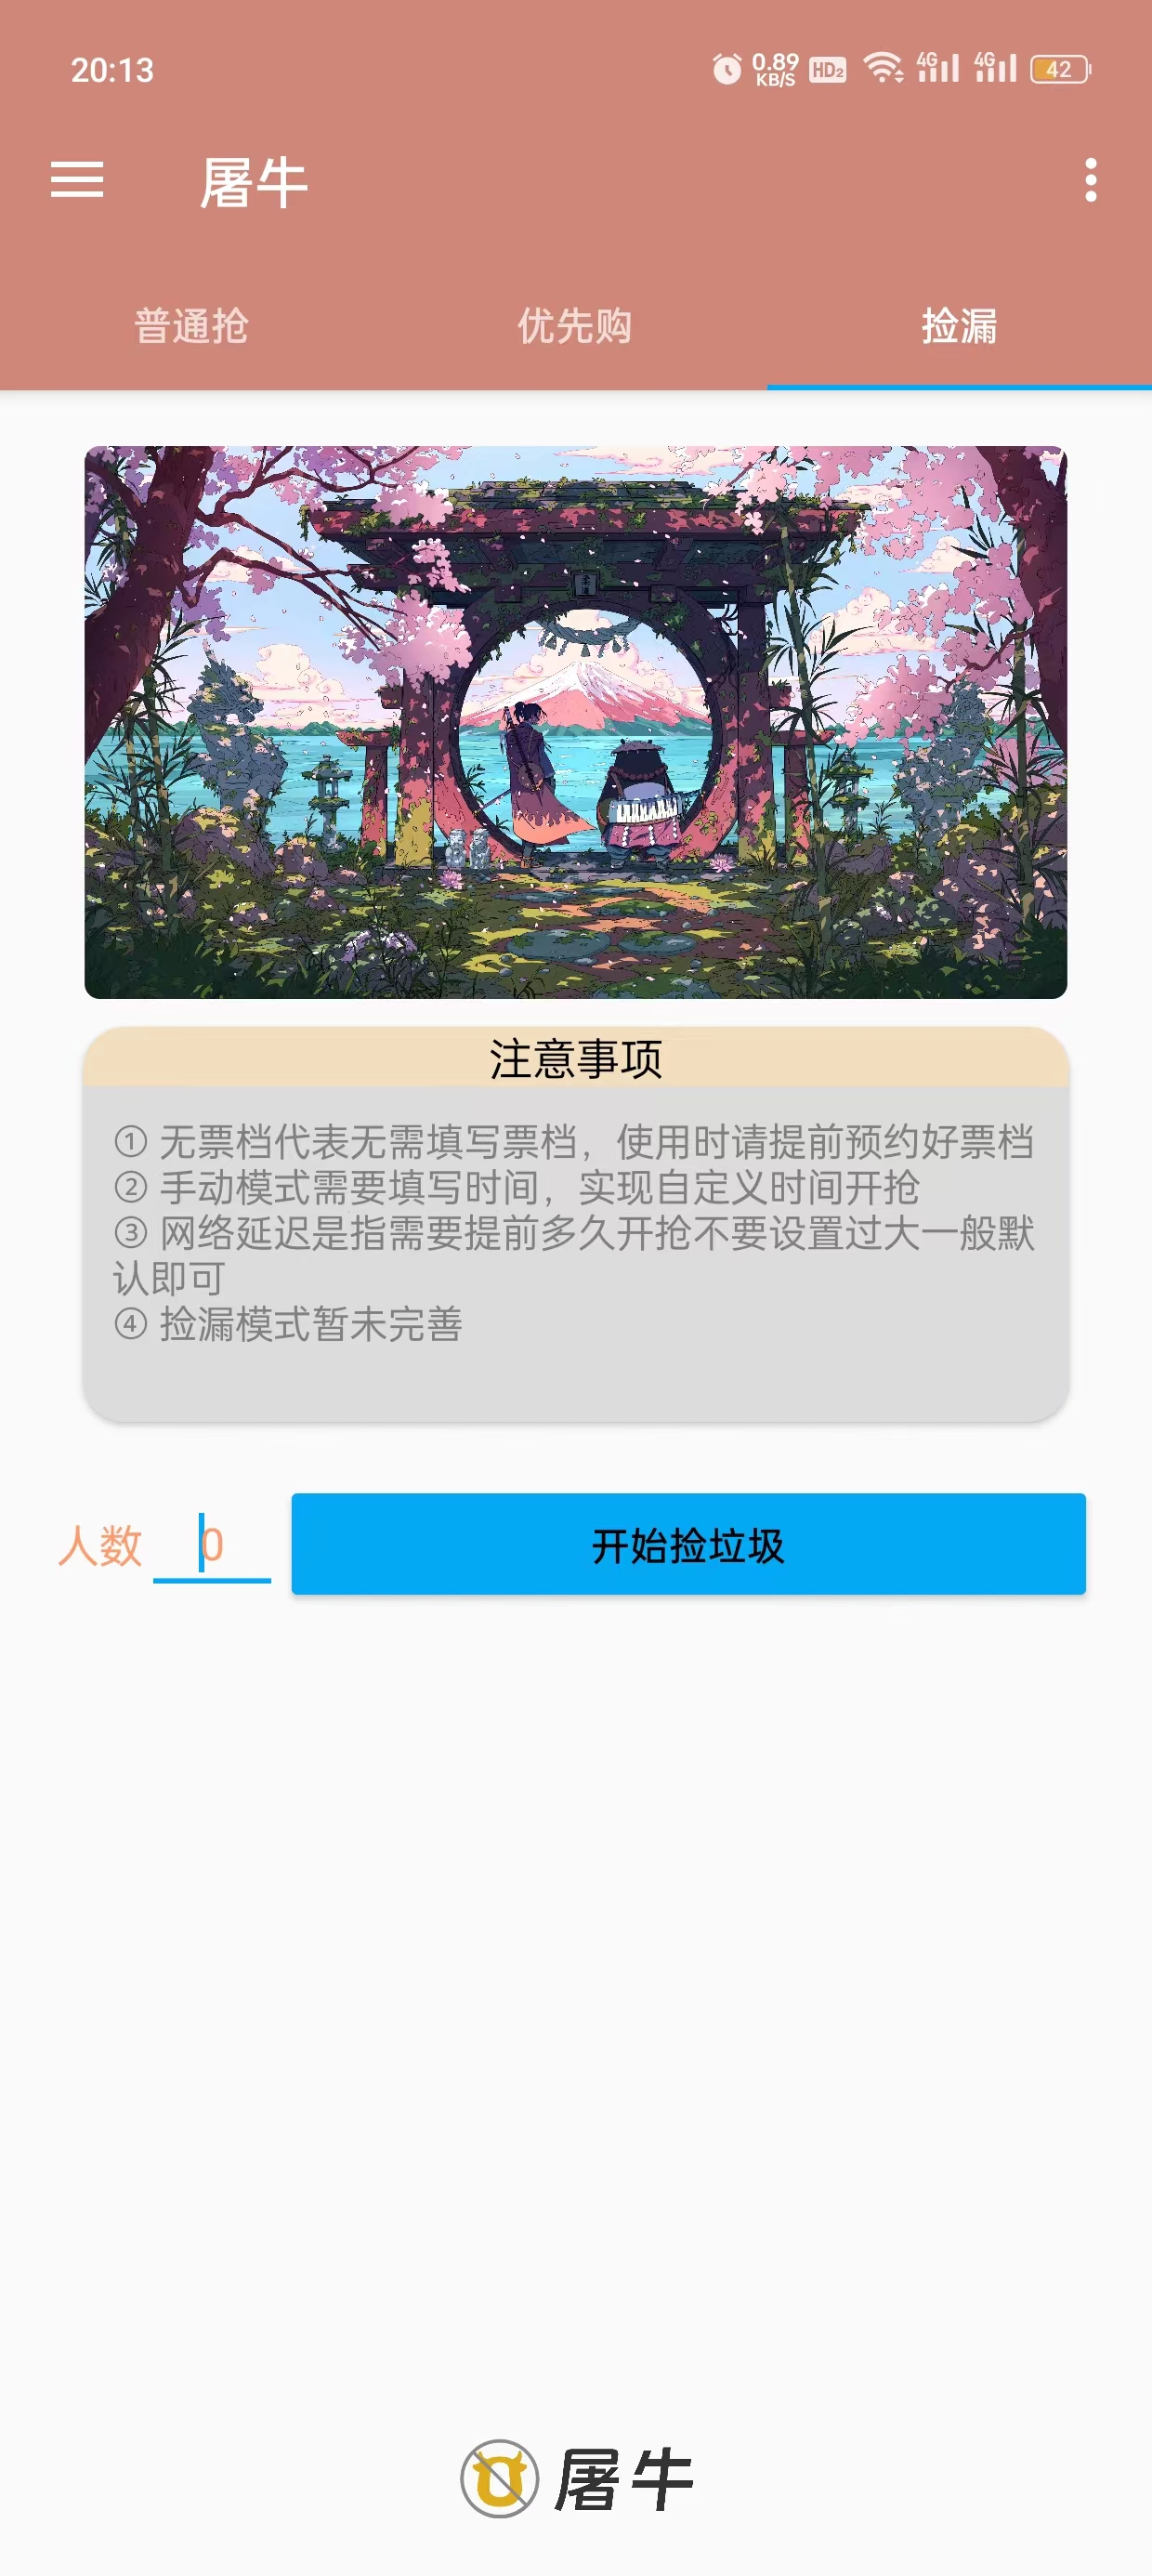 20:13
0.89
KB/S
HD2
4G
4G
42
屠牛
普通抢
优先购
捡漏
注意事项
① 无票档代表无需填写票档，使用时请提前预约好票档
② 手动模式需要填写时间，实现自定义时间开抢
③ 网络延迟是指需要提前多久开抢不要设置过大一般默
认即可
④ 捡漏模式暂未完善
人数 0
开始捡垃圾
屠牛